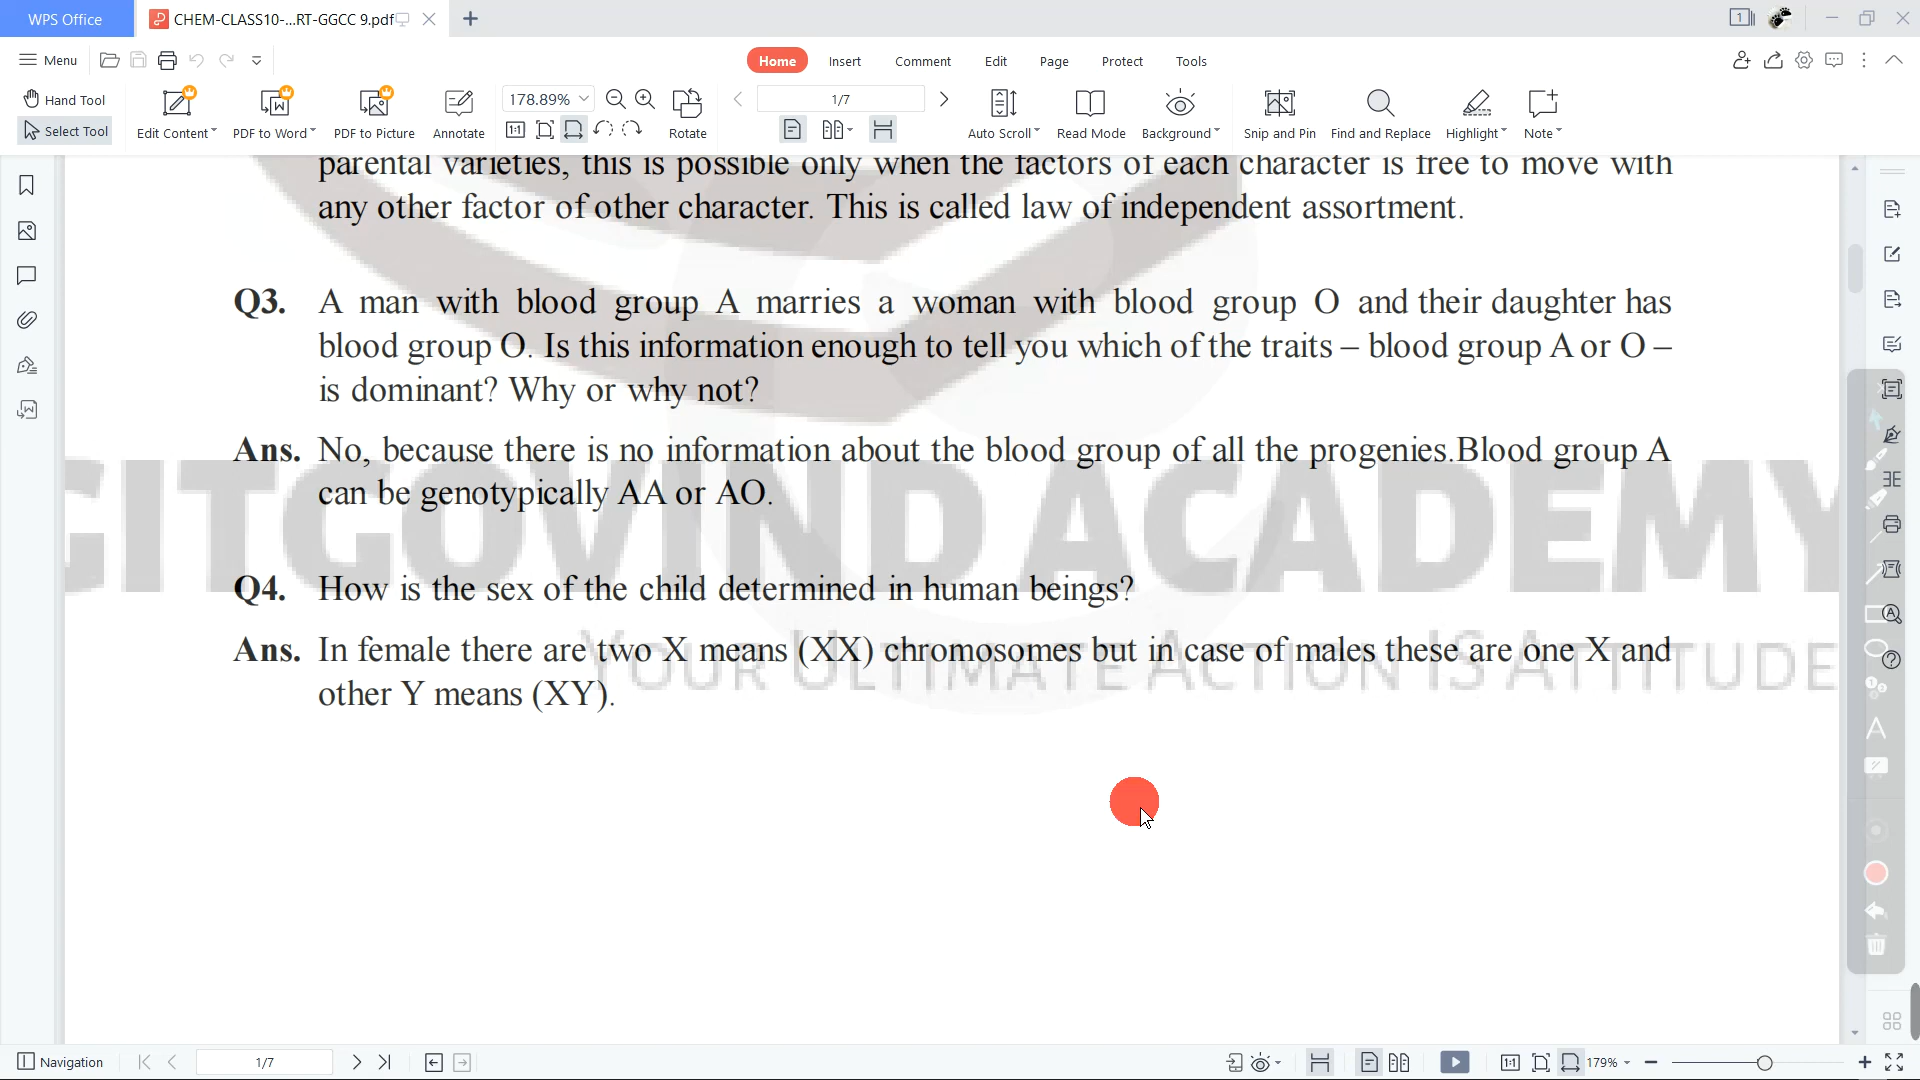 WPS Office
CHEM-CLASS10-...RT-GGCC 9.pdf
Menu
Home Insert Comment Edit Page Protect Tools
Hand Tool
Select Tool
Edit Content PDF to Word PDF to Picture Annotate
178.89%
Rotate
1/7
Auto Scroll Read Mode Background Snip and Pin Find and Replace Highlight Note
parental varieties, this is possible only when the factors of each character is free to move with
any other factor of other character. This is called law of independent assortment.
Q3. A man with blood group A marries a woman with blood group O and their daughter has
blood group O. Is this information enough to tell you which of the traits – blood group A or O –
is dominant? Why or why not?
Ans. No, because there is no information about the blood group of all the progenies.Blood group A
can be genotypically AA or AO.
GITGOVIND ACADEMY
Q4. How is the sex of the child determined in human beings?
Ans. In female there are two X means (XX) chromosomes but in case of males these are one X and
other Y means (XY).
YOUR ULTIMATE ACTION IS ATTITUDE
Navigation
1/7
179%